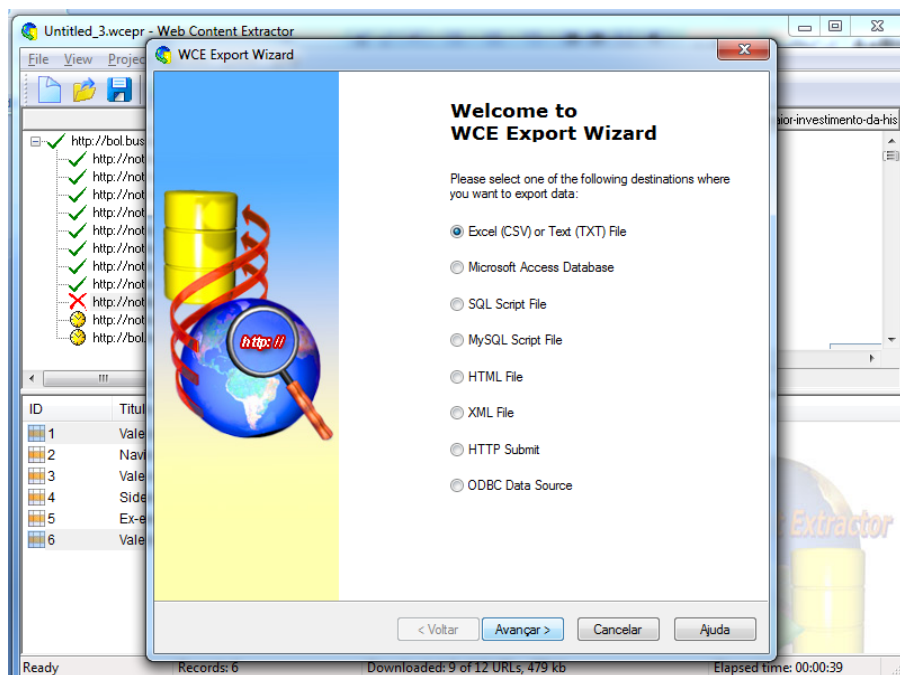 Untitled_3.wcepr - Web Content Extractor
WCE Export Wizard
File View Projec
aior-investimento-da-his
http://bol.bus
http://not
http://not
http://not
http://not
http://not
http://not
http://not
http://not
http://not
http://not
http://bol.
Welcome to
WCE Export Wizard
Please select one of the following destinations where
you want to export data:
Excel (CSV) or Text (TXT) File
Microsoft Access Database
SQL Script File
MySQL Script File
HTML File
XML File
HTTP Submit
ODBC Data Source
http://
ID Titul
1 Vale
2 Navi
3 Vale
4 Side
5 Ex-e
6 Vale
Extractor
< Voltar Avançar > Cancelar Ajuda
Ready Records: 6 Downloaded: 9 of 12 URLs, 479 kb Elapsed time: 00:00:39